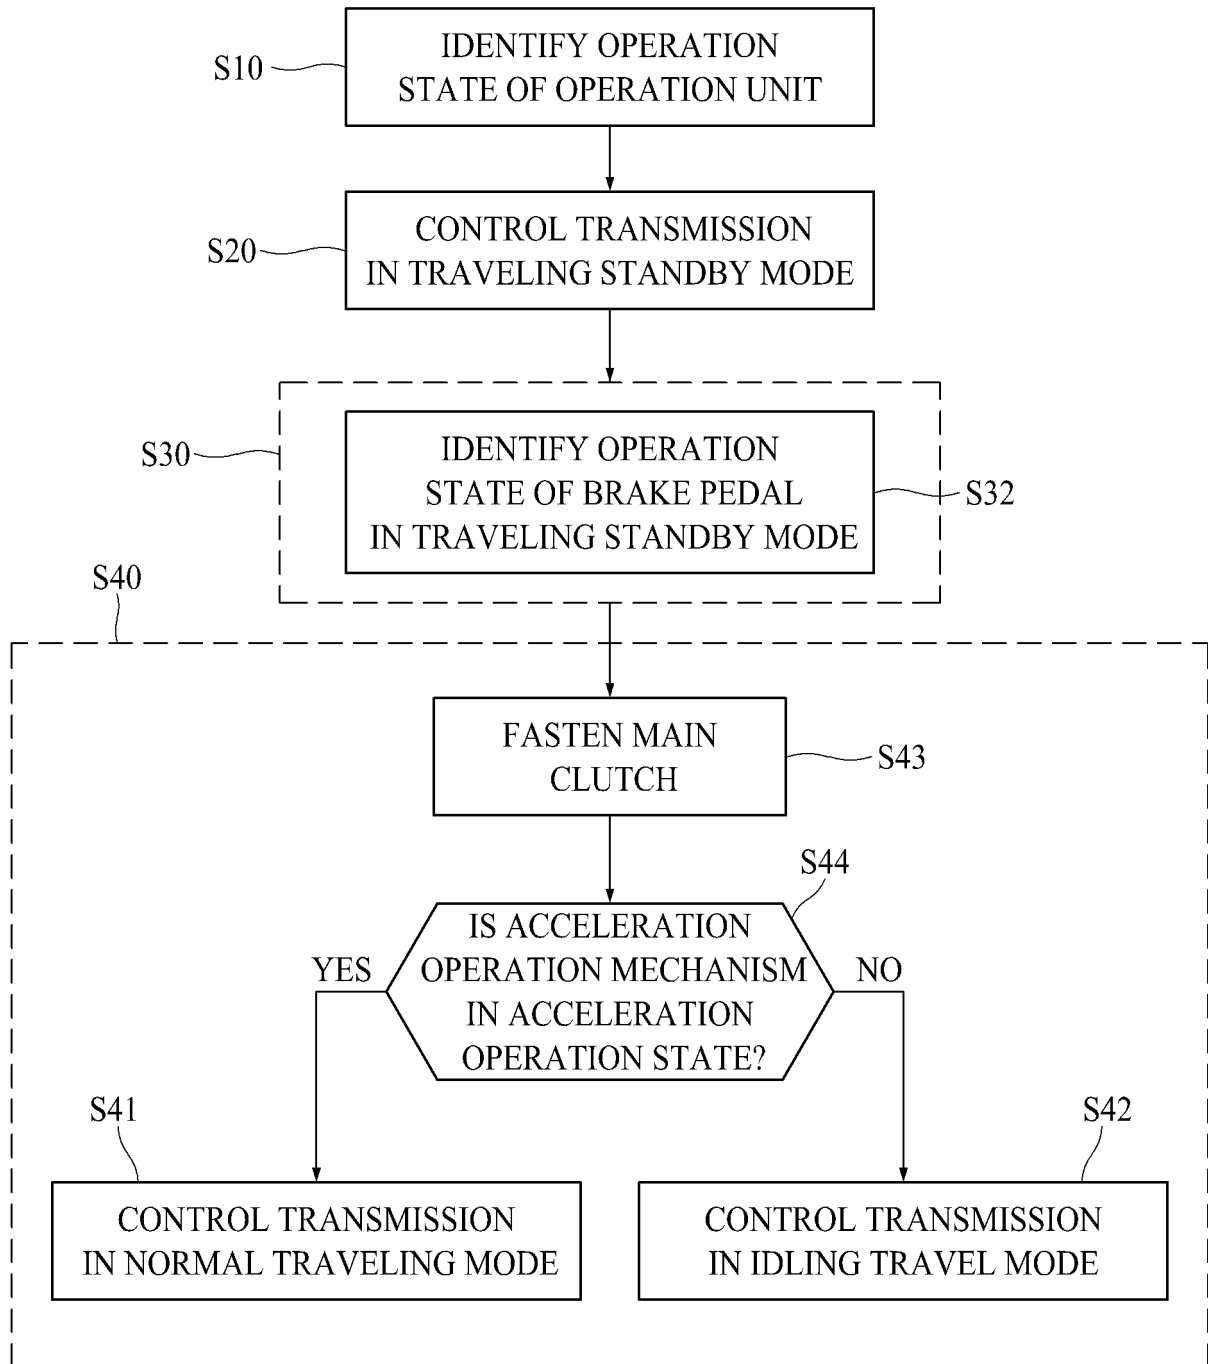 S10
IDENTIFY OPERATION
STATE OF OPERATION UNIT
S20
CONTROL TRANSMISSION
IN TRAVELING STANDBY MODE
S30
IDENTIFY OPERATION
STATE OF BRAKE PEDAL
IN TRAVELING STANDBY MODE
S32
S40
FASTEN MAIN
CLUTCH
S43
S44
IS ACCELERATION
OPERATION MECHANISM
IN ACCELERATION
OPERATION STATE?
YES
NO
S41
CONTROL TRANSMISSION
IN NORMAL TRAVELING MODE
S42
CONTROL TRANSMISSION
IN IDLING TRAVEL MODE